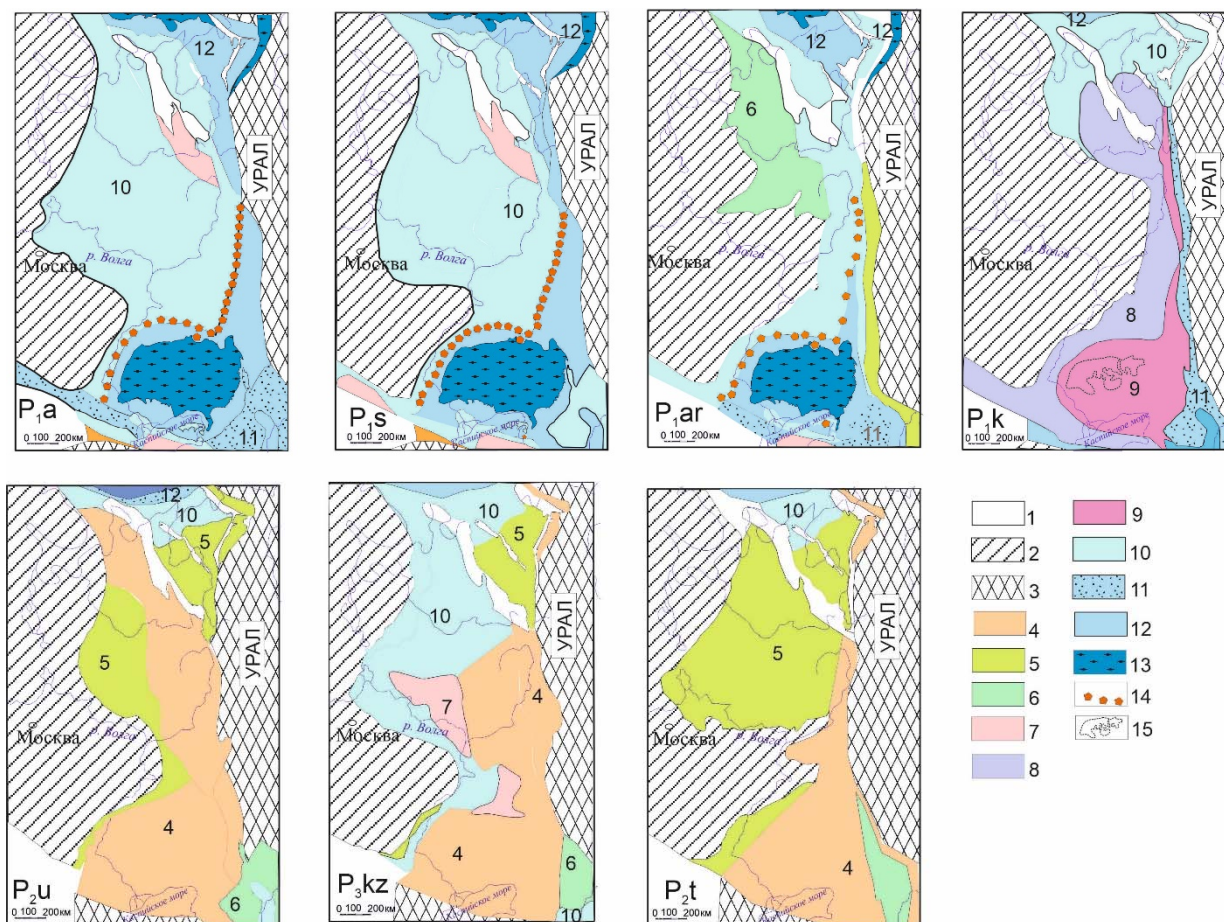 12
10
УРАЛ
Москва
р. Волга
P₁a
0 100 200км
Каспийское море
11
12
10
УРАЛ
Москва
р. Волга
P₁s
0 100 200км
Каспийское море
12
12
6
УРАЛ
Москва
р. Волга
P₁ar
0 100 200км
Каспийское море
11
12
10
УРАЛ
Москва
р. Волга
8
9
P₁k
0 100 200км
Каспийское море
11
12
10
5
УРАЛ
5
Москва
р. Волга
4
P₂u
0 100 200км
Каспийское море
6
10
5
10
УРАЛ
4
7
Москва
р. Волга
4
P₃kz
0 100 200км
Каспийское море
6
10
10
5
УРАЛ
Москва
р. Волга
4
P₂t
0 100 200км
Каспийское море
1
2
3
4
5
6
7
8
9
10
11
12
13
14
15